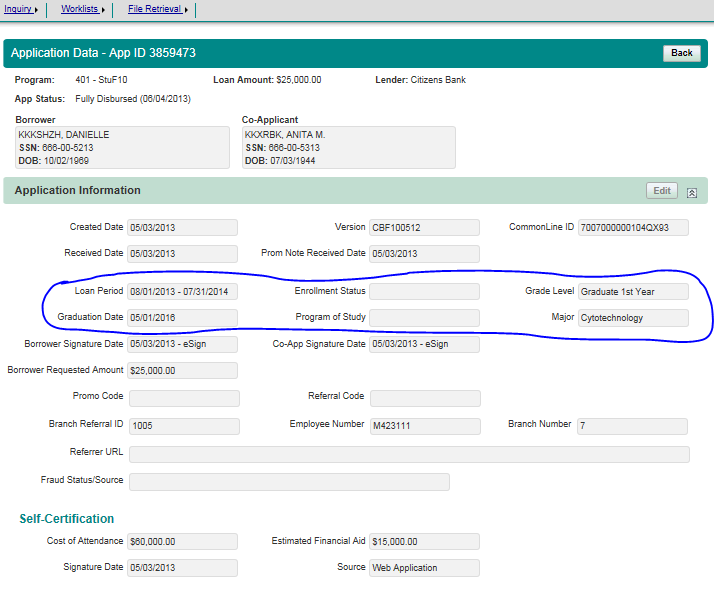 Inquiry Worklists File Retrieval
Application Data - App ID 3859473 Back
Program: 401 - StuF10 Loan Amount: $25,000.00 Lender: Citizens Bank
App Status: Fully Disbursed (06/04/2013)
Borrower Co-Applicant
KKKSHZH, DANIELLE KKXRBK, ANITA M.
SSN: 666-00-5213 SSN: 666-00-5313
DOB: 10/02/1969 DOB: 07/03/1944
Application Information Edit
Created Date 05/03/2013 Version CBF100512 CommonLine ID 7007000000104QX93
Received Date 05/03/2013 Prom Note Received Date 05/03/2013
Loan Period 08/01/2013 - 07/31/2014 Enrollment Status Grade Level Graduate 1st Year
Graduation Date 05/01/2016 Program of Study Major Cytotechnology
Borrower Signature Date 05/03/2013 - eSign Co-App Signature Date 05/03/2013 - eSign
Borrower Requested Amount $25,000.00
Promo Code Referral Code
Branch Referral ID 1005 Employee Number M423111 Branch Number 7
Referrer URL
Fraud Status/Source
Self-Certification
Cost of Attendance $60,000.00 Estimated Financial Aid $15,000.00
Signature Date 05/03/2013 Source Web Application